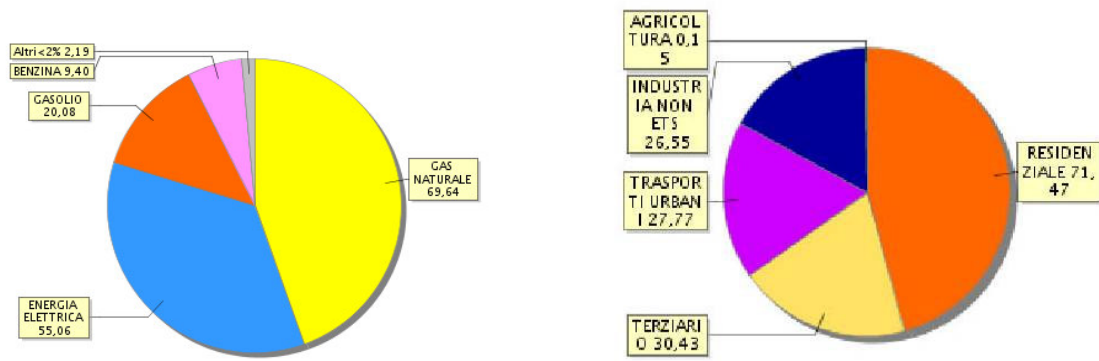 Altri<2% 2,19
BENZINA 9,40
GASOLIO
20,08
GAS
NATURALE
69,64
ENERGIA
ELETTRICA
55,06
AGRICOL
TURA 0,1
5
INDUSTR
IA NON
ETS
26,55
TRASPOR
TI URBAN
I 27,77
TERZIARI
O 30,43
RESIDEN
ZIALE 71,
47